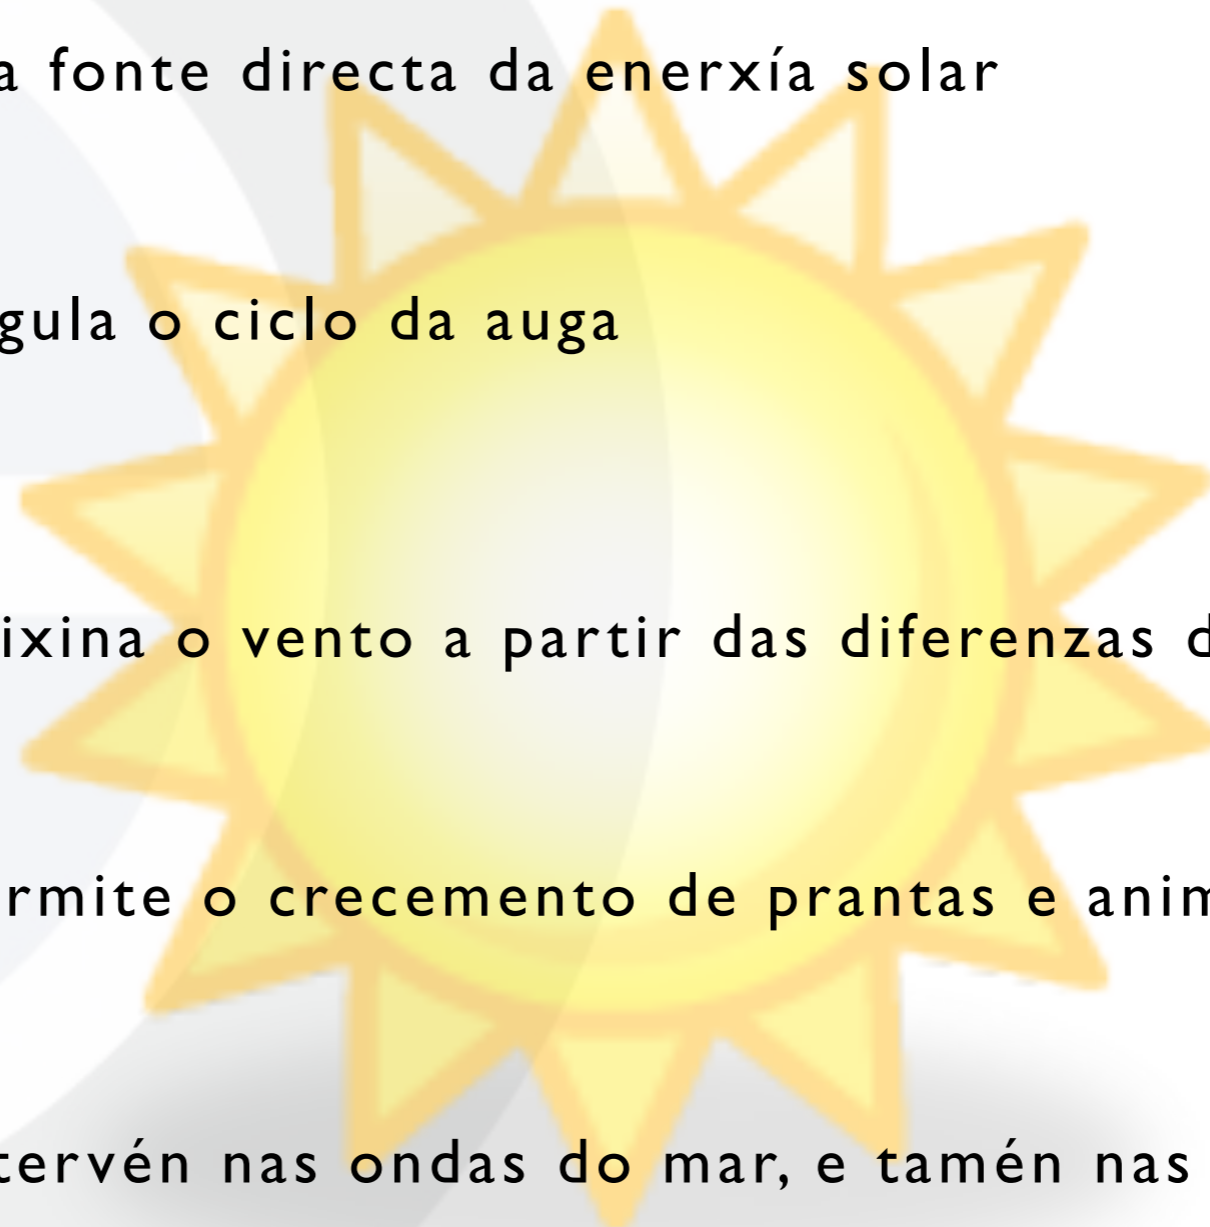 a fonte directa da enerxía solar
gula o ciclo da auga
ixina o vento a partir das diferenzas d
rmite o crecemento de prantas e anim
tervén nas ondas do mar, e tamén nas